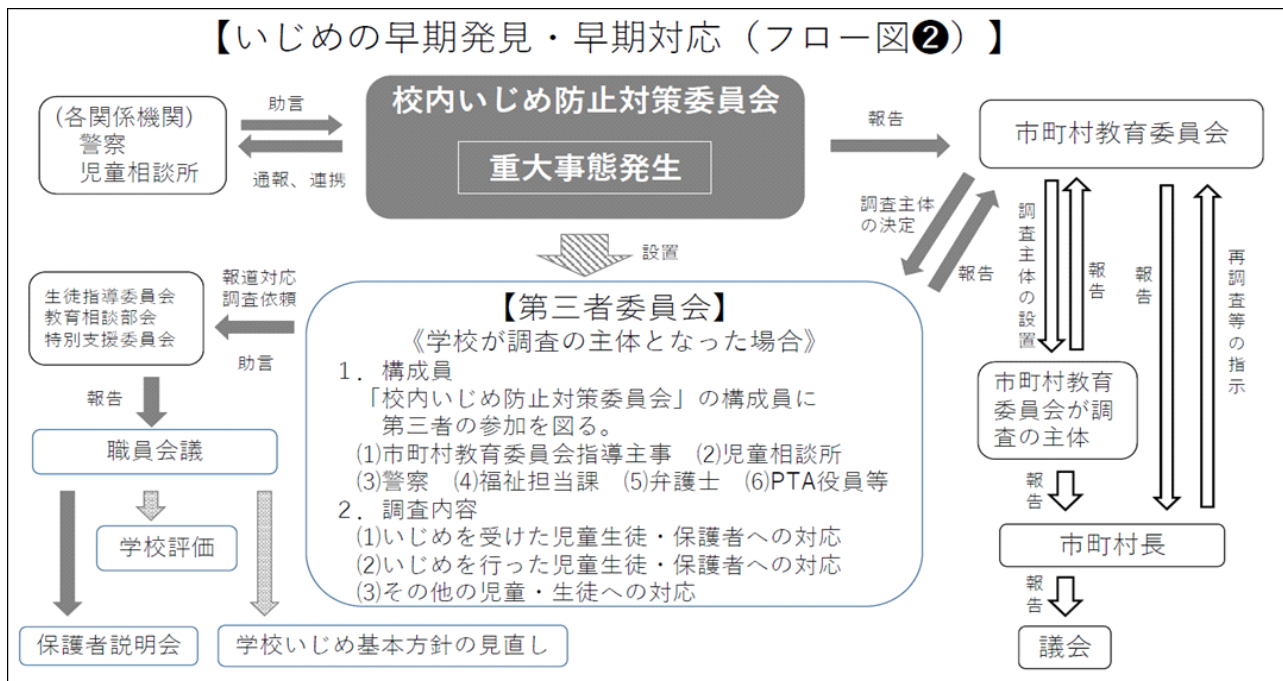 【いじめの早期発見・早期対応（フロー図❷）】
(各関係機関)
警察
児童相談所
助言
通報、連携
校内いじめ防止対策委員会
重大事態発生
報告
市町村教育委員会
調査主体
の決定
報告
調査主体の設置
報告
報告
再調査等の指示
設置
生徒指導委員会
教育相談部会
特別支援委員会
報道対応
調査依頼
助言
【第三者委員会】
《学校が調査の主体となった場合》
１．構成員
「校内いじめ防止対策委員会」の構成員に
第三者の参加を図る。
⑴市町村教育委員会指導主事　⑵児童相談所
⑶警察　⑷福祉担当課　⑸弁護士　⑹PTA役員等
２．調査内容
⑴いじめを受けた児童生徒・保護者への対応
⑵いじめを行った児童生徒・保護者への対応
⑶その他の児童・生徒への対応
報告
職員会議
学校評価
保護者説明会
学校いじめ基本方針の見直し
市町村教育
委員会が調
査の主体
報告
市町村長
報告
議会